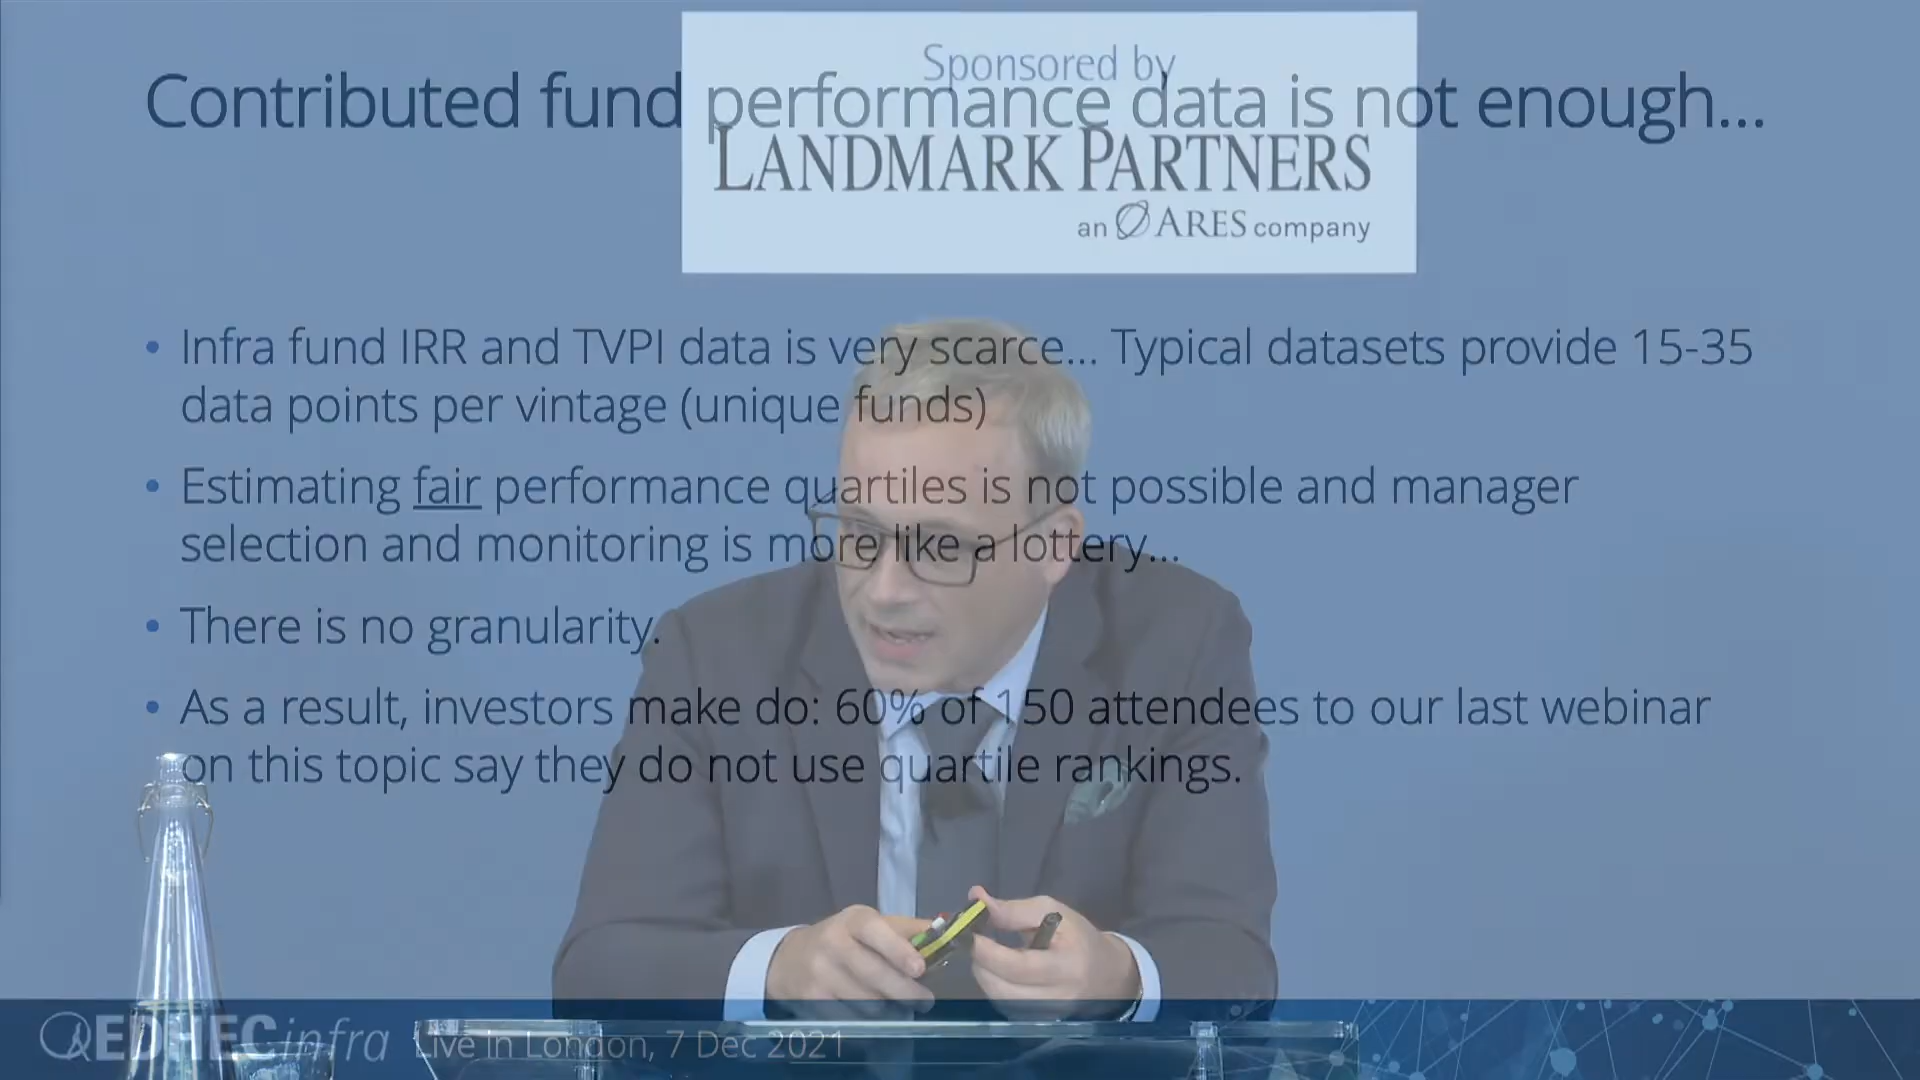 Sponsored by
Contributed fund performance data is not enough...
LANDMARK PARTNERS
an ARES company
• Infra fund IRR and TVPI data is very scarce... Typical datasets provide 15-35
data points per vintage (unique funds)
• Estimating fair performance quartiles is not possible and manager
selection and monitoring is more like a lottery...
• There is no granularity.
• As a result, investors make do: 60% of 150 attendees to our last webinar
on this topic say they do not use quartile rankings.
EDHECinfra Live in London, 7 Dec 2021